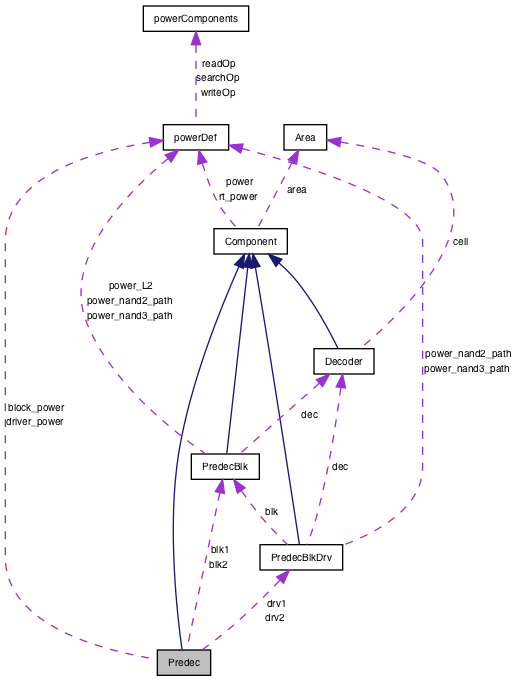 powerComponents
readOp
searchOp
writeOp
powerDef
Area
power
rt_power
area
Component
cell
power_L2
power_nand2_path
power_nand3_path
Decoder
power_nand2_path
power_nand3_path
block_power
driver_power
dec
PredecBlk
dec
blk
blk1
blk2
PredecBlkDrv
drv1
drv2
Predec